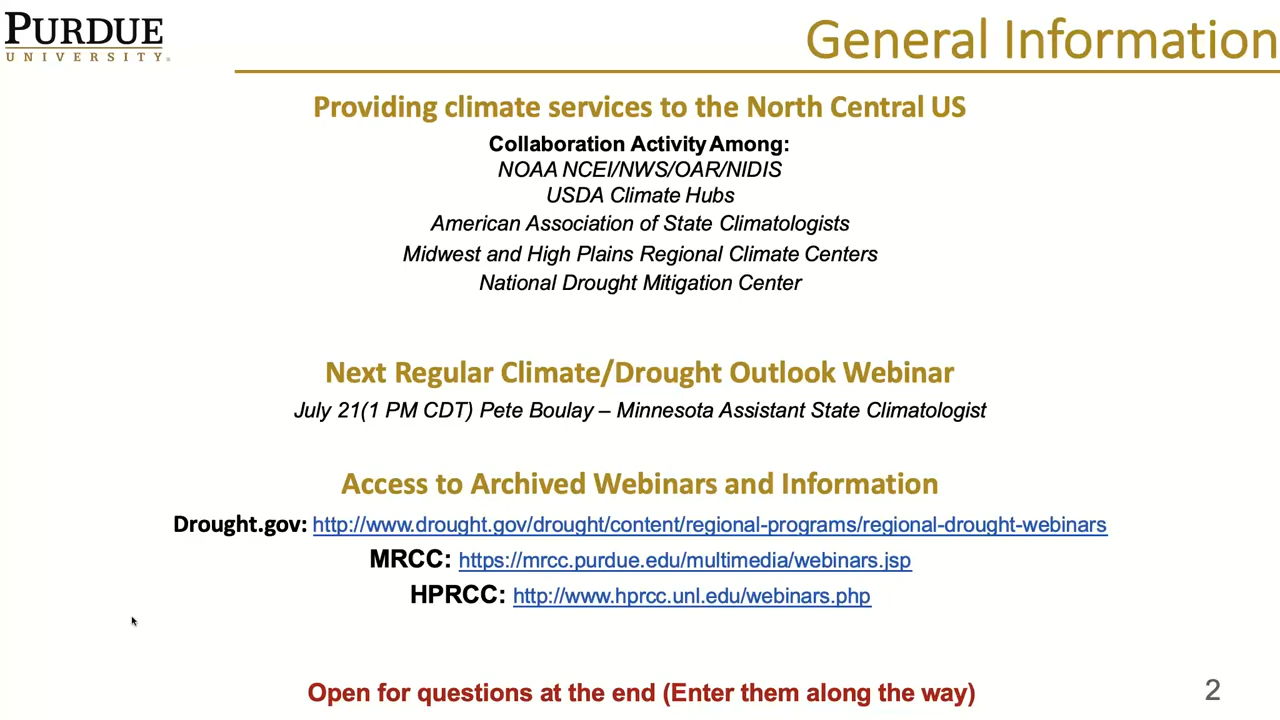 PURDUE
UNIVERSITY®
General Information
Providing climate services to the North Central US
Collaboration Activity Among:
NOAA NCEI/NWS/OAR/NIDIS
USDA Climate Hubs
American Association of State Climatologists
Midwest and High Plains Regional Climate Centers
National Drought Mitigation Center
Next Regular Climate/Drought Outlook Webinar
July 21(1 PM CDT) Pete Boulay – Minnesota Assistant State Climatologist
Access to Archived Webinars and Information
Drought.gov: http://www.drought.gov/drought/content/regional-programs/regional-drought-webinars
MRCC: https://mrcc.purdue.edu/multimedia/webinars.jsp
HPRCC: http://www.hprcc.unl.edu/webinars.php
Open for questions at the end (Enter them along the way)
2